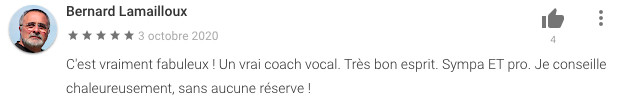 Bernard Lamailloux
3 octobre 2020
4
C'est vraiment fabuleux ! Un vrai coach vocal. Très bon esprit. Sympa ET pro. Je conseille
chaleureusement, sans aucune réserve !